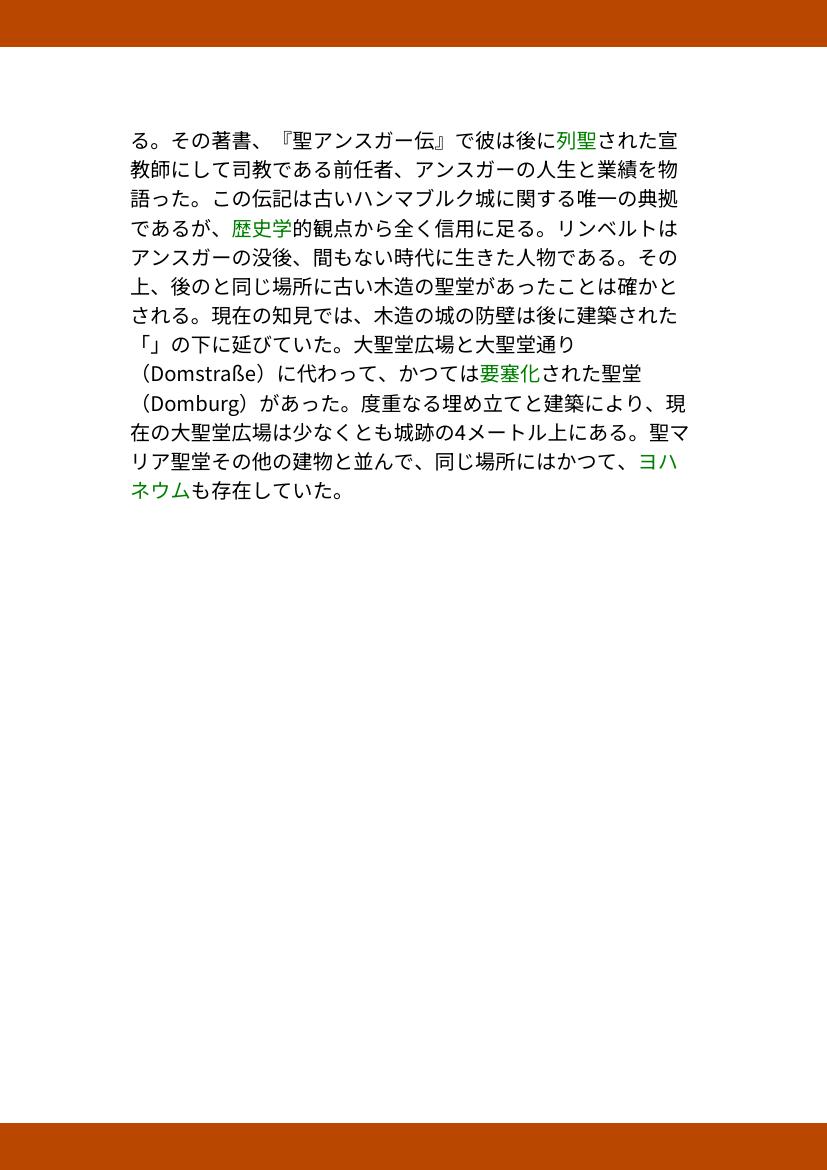 る。その著書、『聖アンスガー伝』で彼は後に列聖された宣
教師にして司教である前任者、アンスガーの人生と業績を物
語った。この伝記は古いハンマブルク城に関する唯一の典拠
であるが、歴史学的観点から全く信用に足る。リンベルトは
アンスガーの没後、間もない時代に生きた人物である。その
上、後のと同じ場所に古い木造の聖堂があったことは確かと
される。現在の知見では、木造の城の防壁は後に建築された
「」の下に延びていた。大聖堂広場と大聖堂通り
（Domstraße）に代わって、かつては要塞化された聖堂
（Domburg）があった。度重なる埋め立てと建築により、現
在の大聖堂広場は少なくとも城跡の4メートル上にある。聖マ
リア聖堂その他の建物と並んで、同じ場所にはかつて、ヨハ
ネウムも存在していた。